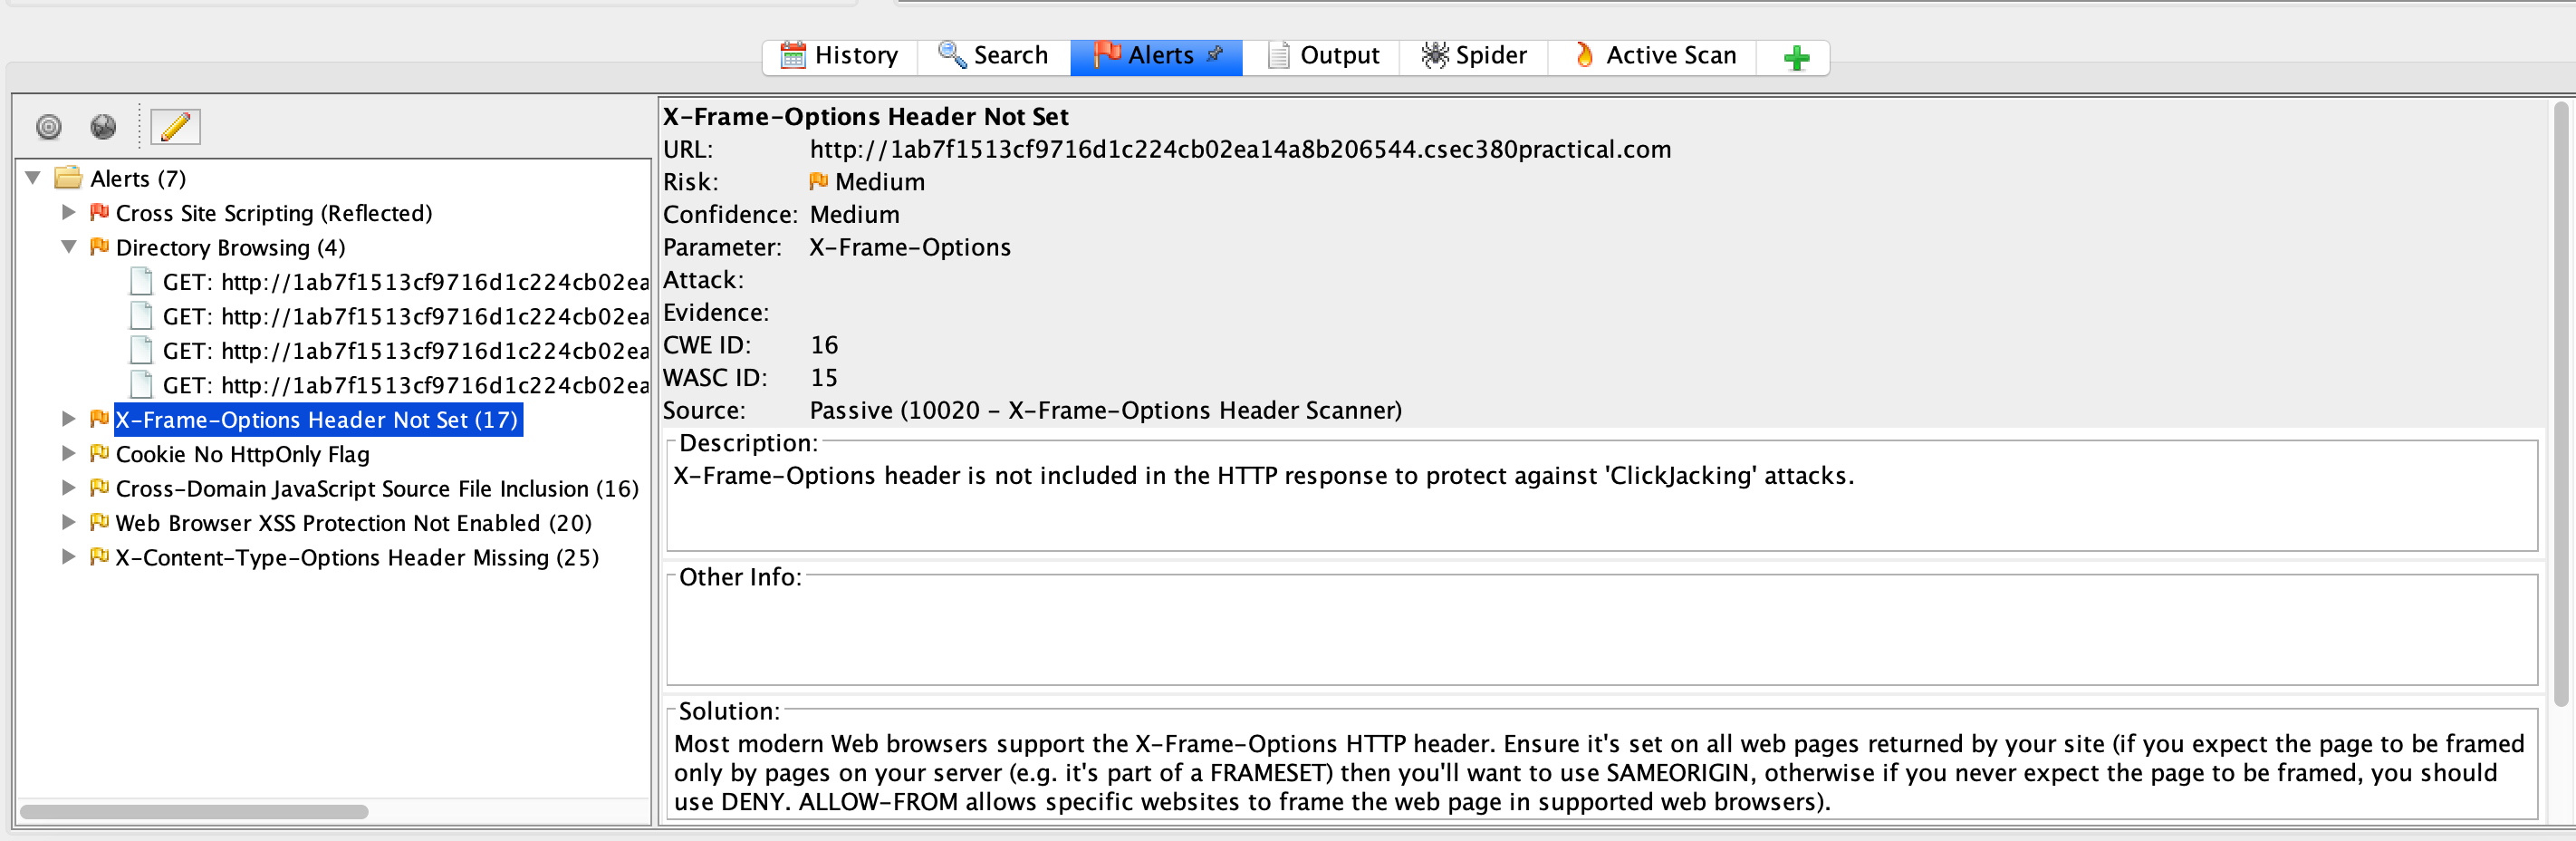 History Search Alerts Output Spider Active Scan
Alerts (7)
Cross Site Scripting (Reflected)
Directory Browsing (4)
GET: http://1ab7f1513cf9716d1c224cb02ea
GET: http://1ab7f1513cf9716d1c224cb02ea
GET: http://1ab7f1513cf9716d1c224cb02ea
GET: http://1ab7f1513cf9716d1c224cb02ea
X-Frame-Options Header Not Set (17)
Cookie No HttpOnly Flag
Cross-Domain JavaScript Source File Inclusion (16)
Web Browser XSS Protection Not Enabled (20)
X-Content-Type-Options Header Missing (25)
X-Frame-Options Header Not Set
URL: http://1ab7f1513cf9716d1c224cb02ea14a8b206544.csec380practical.com
Risk: Medium
Confidence: Medium
Parameter: X-Frame-Options
Attack:
Evidence:
CWE ID: 16
WASC ID: 15
Source: Passive (10020 - X-Frame-Options Header Scanner)
Description:
X-Frame-Options header is not included in the HTTP response to protect against 'ClickJacking' attacks.
Other Info:
Solution:
Most modern Web browsers support the X-Frame-Options HTTP header. Ensure it's set on all web pages returned by your site (if you expect the page to be framed
only by pages on your server (e.g. it's part of a FRAMESET) then you'll want to use SAMEORIGIN, otherwise if you never expect the page to be framed, you should
use DENY. ALLOW-FROM allows specific websites to frame the web page in supported web browsers).